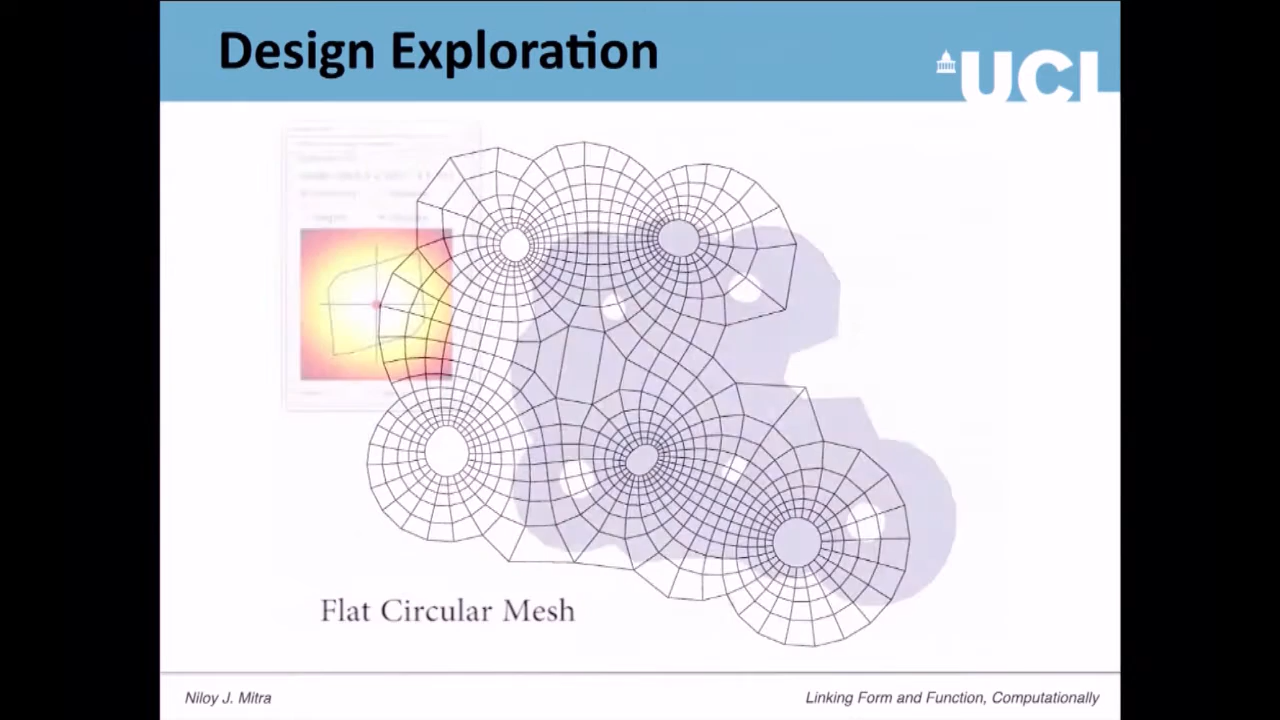 Design Exploration
UCL
Flat Circular Mesh
Niloy J. Mitra
Linking Form and Function, Computationally